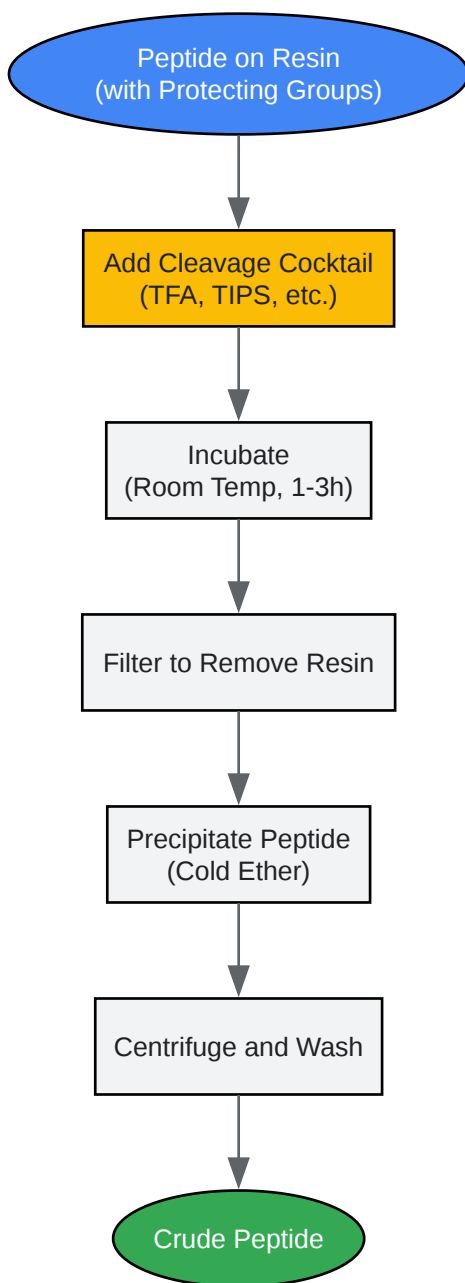 Peptide on Resin
(with Protecting Groups)
Add Cleavage Cocktail
(TFA, TIPS, etc.)
Incubate
(Room Temp, 1-3h)
Filter to Remove Resin
Precipitate Peptide
(Cold Ether)
Centrifuge and Wash
Crude Peptide